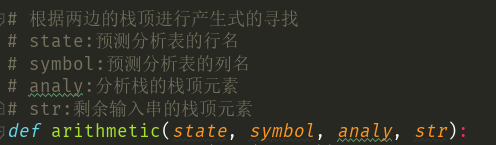 # 根据两边的栈顶进行产生式的寻找
# state:预测分析表的行名
# symbol:预测分析表的列名
# analy:分析栈的栈顶元素
# str:剩余输入串的栈顶元素
def arithmetic(state, symbol, analy, str):